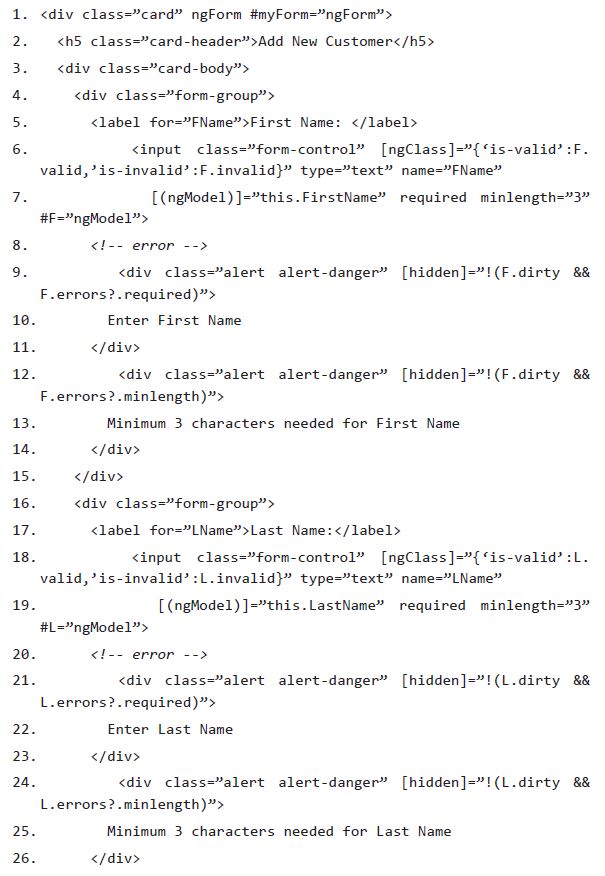 1. <div class=”card” ngForm #myForm=”ngForm”>
2. <h5 class=”card-header”>Add New Customer</h5>
3. <div class=”card-body”>
4. <div class=”form-group”>
5. <label for=”FName”>First Name: </label>
6. <input class=”form-control” [ngClass]=”{‘is-valid’:F.
valid,’is-invalid’:F.invalid}” type=”text” name=”FName”
7. [(ngModel)]=”this.FirstName” required minlength=”3”
#F=”ngModel”>
8. <!-- error -->
9. <div class=”alert alert-danger” [hidden]=”!(F.dirty &&
F.errors?.required)”>
10. Enter First Name
11. </div>
12. <div class=”alert alert-danger” [hidden]=”!(F.dirty &&
F.errors?.minlength)”>
13. Minimum 3 characters needed for First Name
14. </div>
15. </div>
16. <div class=”form-group”>
17. <label for=”LName”>Last Name:</label>
18. <input class=”form-control” [ngClass]=”{‘is-valid’:L.
valid,’is-invalid’:L.invalid}” type=”text” name=”LName”
19. [(ngModel)]=”this.LastName” required minlength=”3”
#L=”ngModel”>
20. <!-- error -->
21. <div class=”alert alert-danger” [hidden]=”!(L.dirty &&
L.errors?.required)”>
22. Enter Last Name
23. </div>
24. <div class=”alert alert-danger” [hidden]=”!(L.dirty &&
L.errors?.minlength)”>
25. Minimum 3 characters needed for Last Name
26. </div>